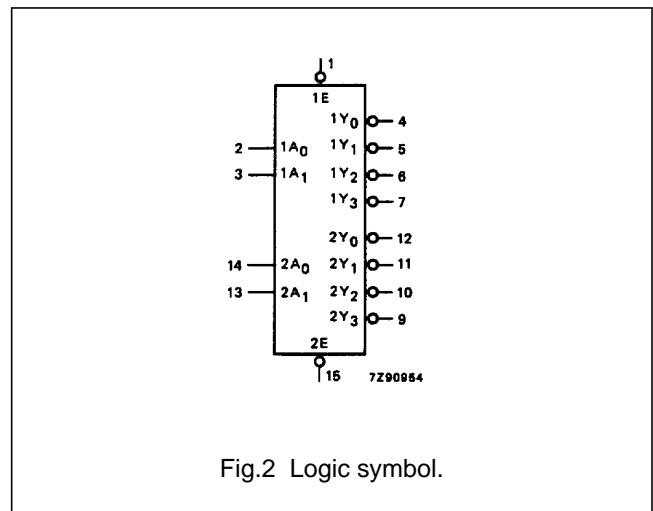 1
1E
1Y0 4
2 1A0 1Y1 5
3 1A1 1Y2 6
1Y3 7
2Y0 12
14 2A0 2Y1 11
13 2A1 2Y2 10
2Y3 9
2E
15 7Z90954
Fig.2 Logic symbol.